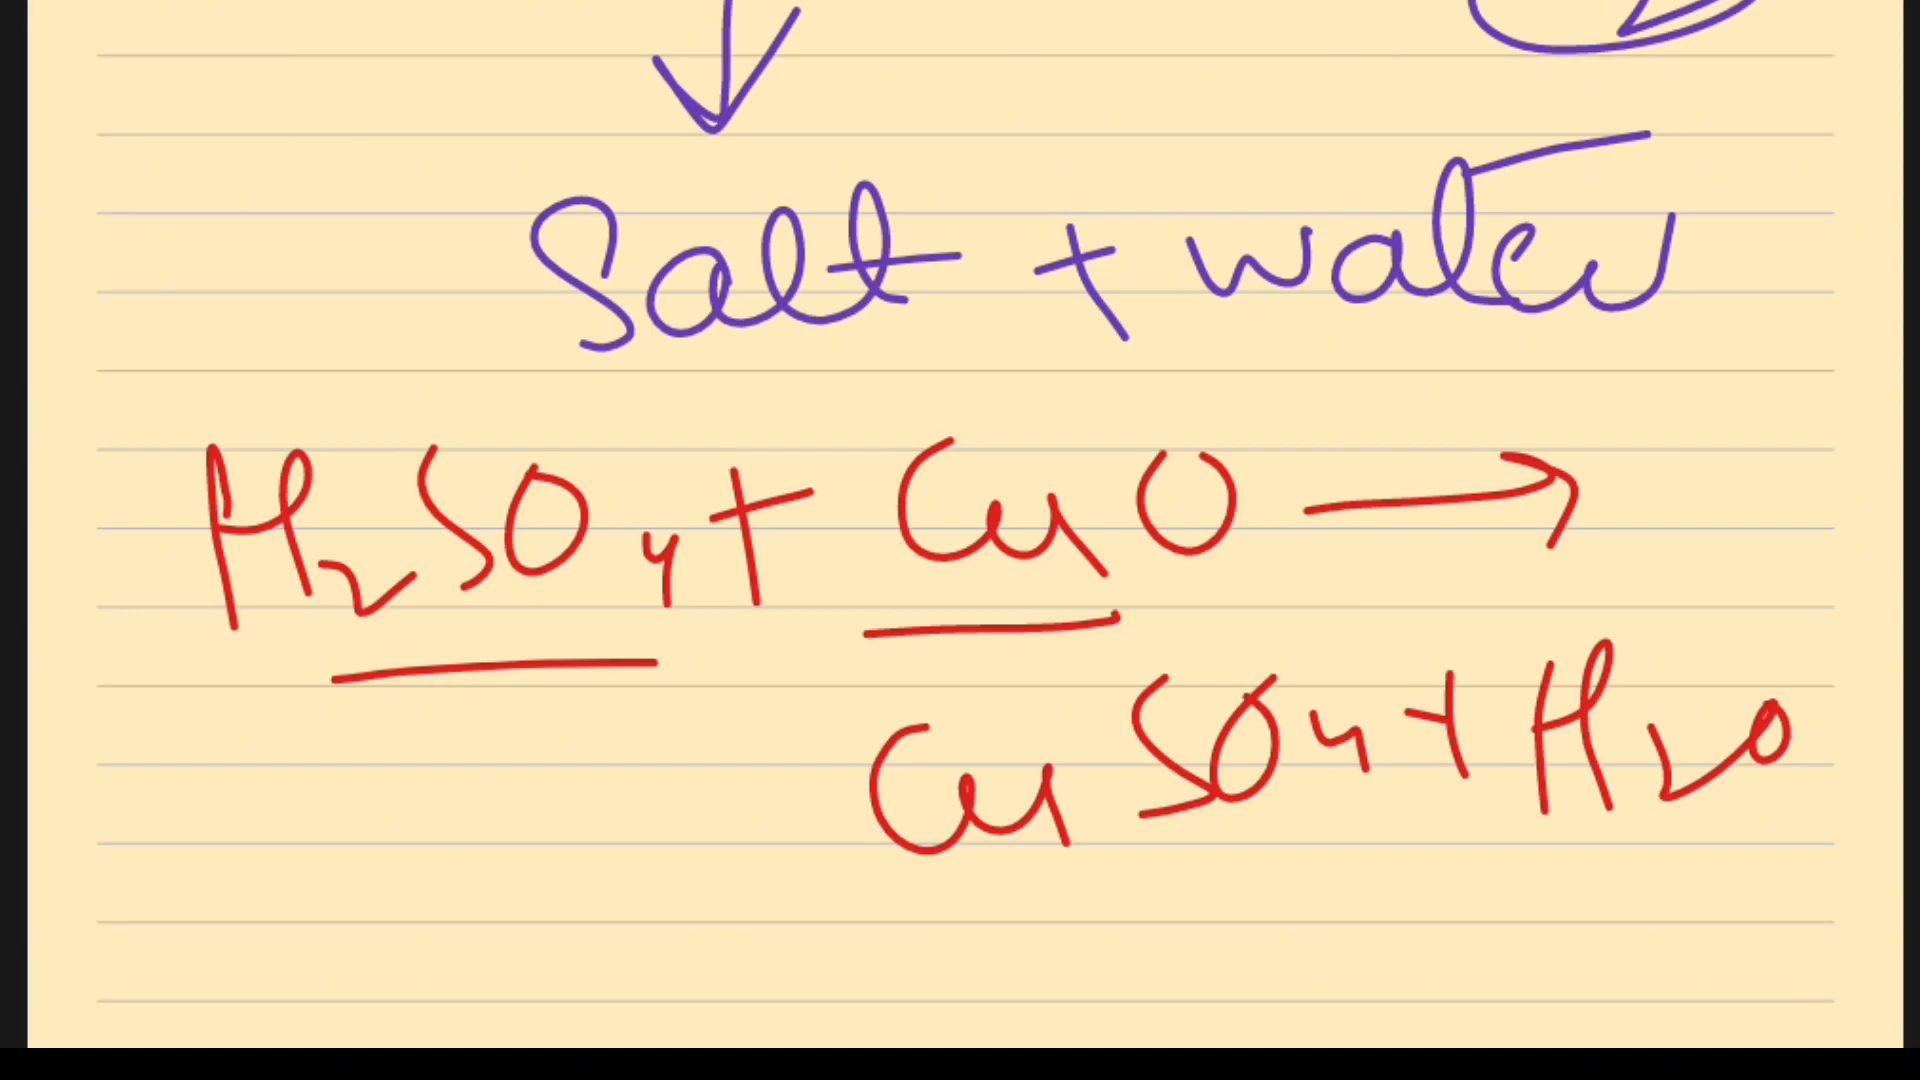 Salt + water
H₂SO₄ + CuO →
CuSO₄ + H₂O